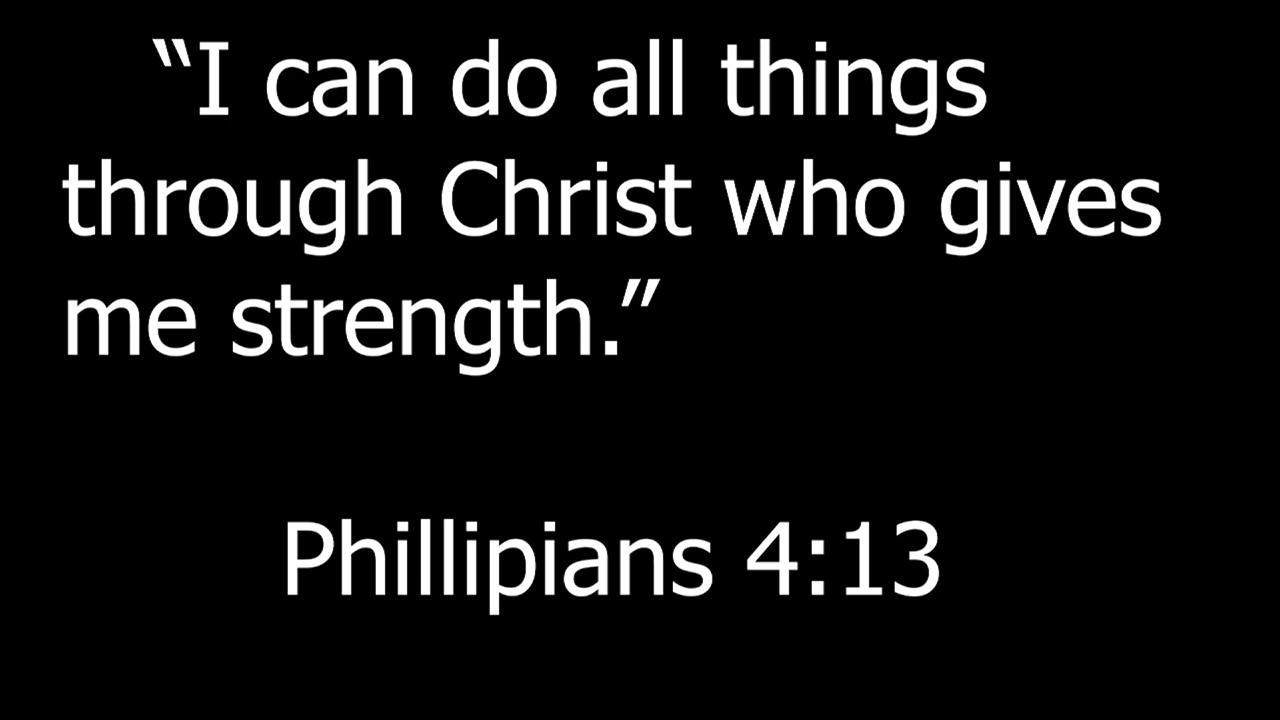 “I can do all things
through Christ who gives
me strength.”
Phillipians 4:13